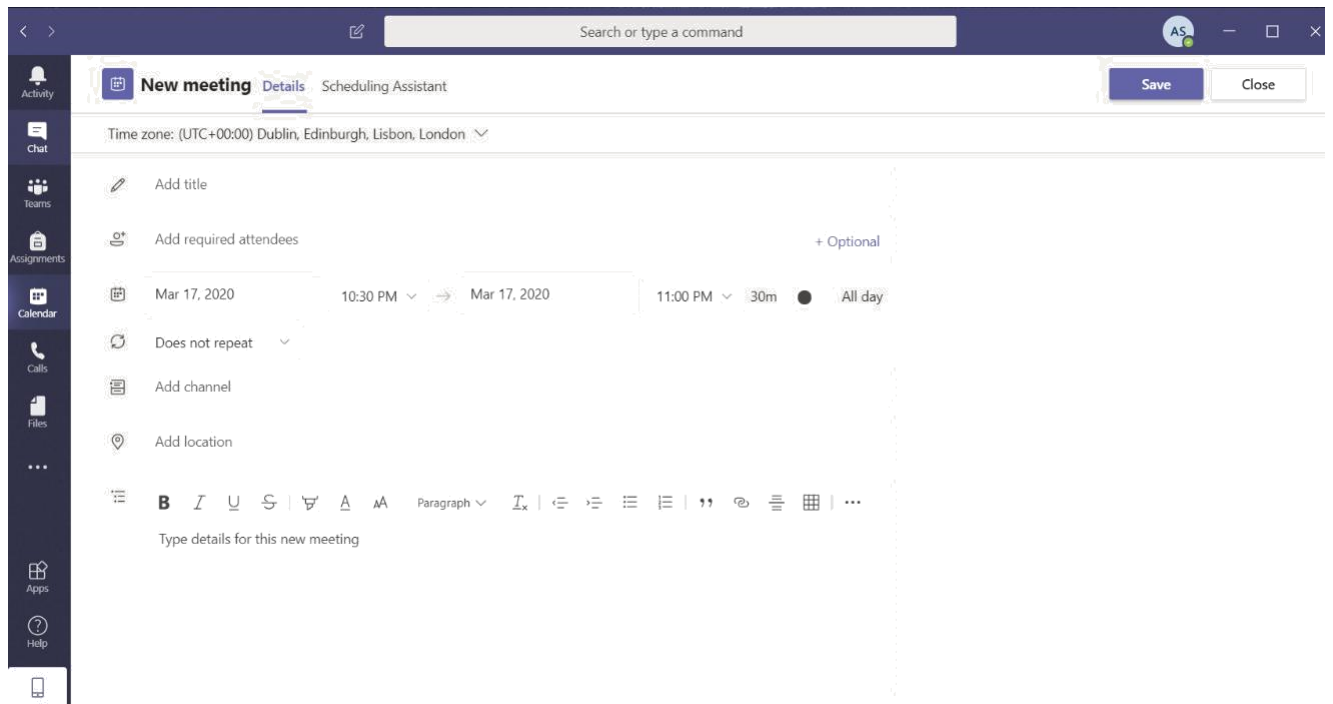 Search or type a command
AS
Activity
Chat
Teams
Assignments
Calendar
Calls
Files
Apps
Help
New meeting Details Scheduling Assistant Save Close
Time zone: (UTC+00:00) Dublin, Edinburgh, Lisbon, London
Add title
Add required attendees + Optional
Mar 17, 2020 10:30 PM → Mar 17, 2020 11:00 PM 30m All day
Does not repeat
Add channel
Add location
B I U S A AA Paragraph Tx
Type details for this new meeting